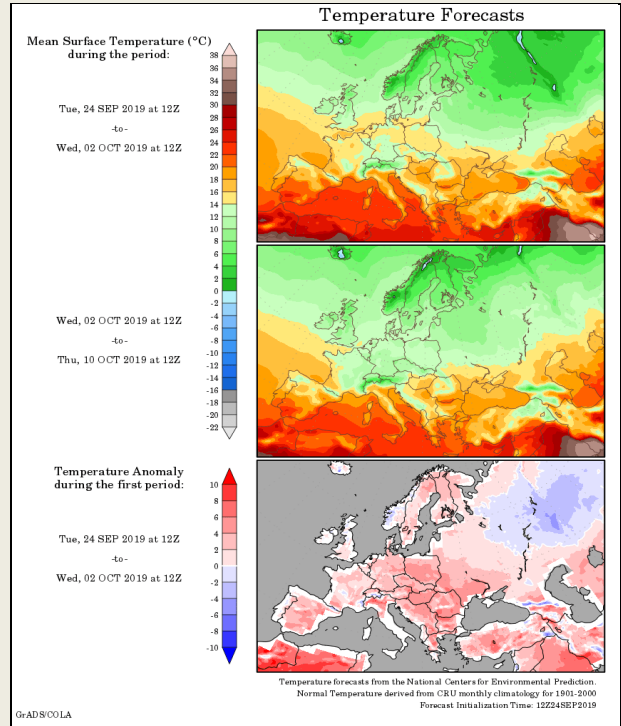 Temperature Forecasts
Mean Surface Temperature (°C)
during the period:
Tue, 24 SEP 2019 at 12Z
-to-
Wed, 02 OCT 2019 at 12Z
38
36
34
32
30
28
26
24
22
20
18
16
14
12
10
8
6
4
2
0
-2
-4
-6
-8
-10
-12
-14
-16
-18
-20
-22
Wed, 02 OCT 2019 at 12Z
-to-
Thu, 10 OCT 2019 at 12Z
Temperature Anomaly
during the first period:
Tue, 24 SEP 2019 at 12Z
-to-
Wed, 02 OCT 2019 at 12Z
10
8
6
4
2
0
-2
-4
-6
-8
-10
Temperature forecasts from the National Centers for Environmental Prediction.
Normal Temperature derived from CRU monthly climatology for 1901-2000
Forecast Initialization Time: 12Z24SEP2019
GrADS/COLA